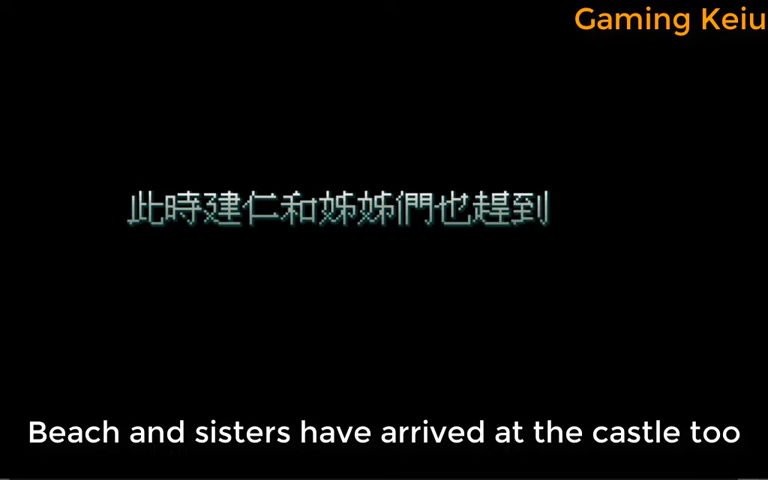 Gaming Keiu
此時建仁和姊姊們也趕到
Beach and sisters have arrived at the castle too